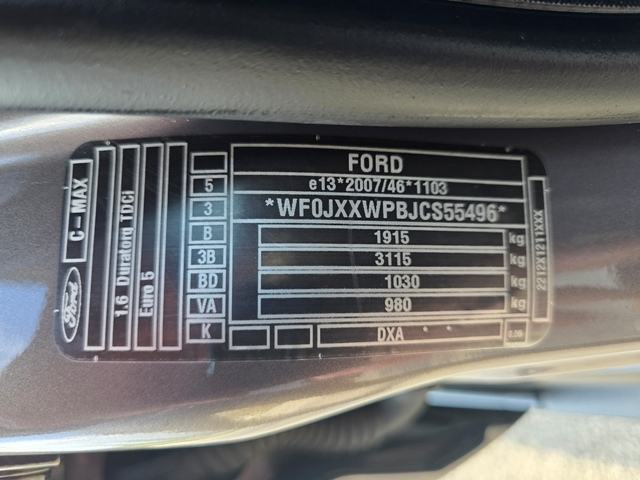 FORD
5 e13*2007/46*1103
3 *WF0JXXWPBJCS55496*
B 1915 kg
3B 3115 kg
BD 1030 kg
VA 980 kg
K DXA
C-MAX
1.6 Duratorq TDCi
Euro 5
Ford
2212X1211XXX